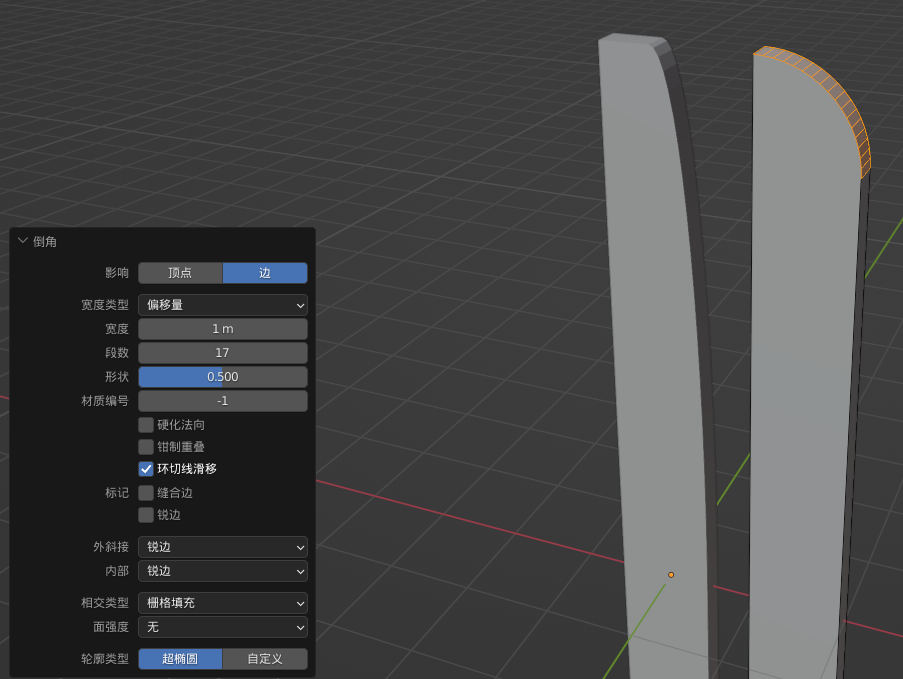 倒角
影响 顶点 边
宽度类型 偏移量
宽度 1 m
段数 17
形状 0.500
材质编号 -1
硬化法向
钳制重叠
环切线滑移
标记 缝合边
锐边
外斜接 锐边
内部 锐边
相交类型 栅格填充
面强度 无
轮廓类型 超椭圆 自定义